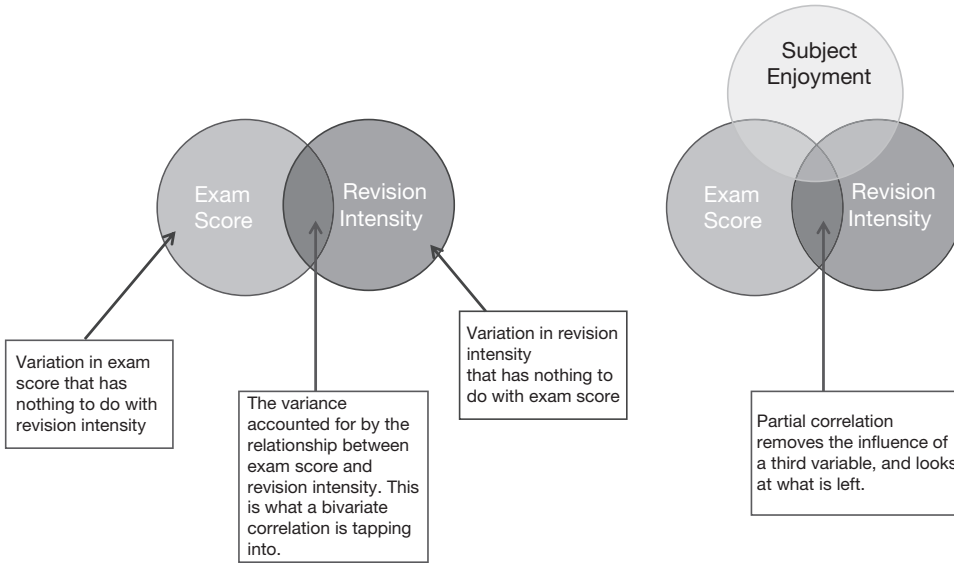 Exam
Score
Revision
Intensity
Variation in exam
score that has
nothing to do with
revision intensity
The variance
accounted for by the
relationship between
exam score and
revision intensity. This
is what a bivariate
correlation is tapping
into.
Variation in revision
intensity
that has nothing to
do with exam score
Subject
Enjoyment
Exam
Score
Revision
Intensity
Partial correlation
removes the influence of
a third variable, and looks
at what is left.